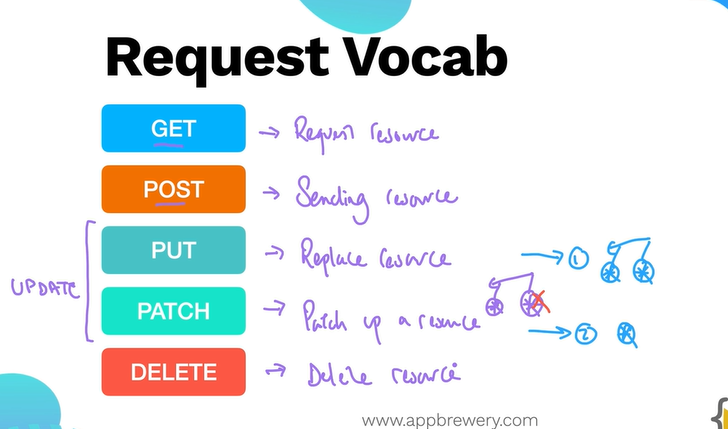 Request Vocab
GET → Request resource
POST → Sending resource
PUT → Replace resource → ①
UPDATE
PATCH → Patch up a resource → ②
DELETE → Delete resource
www.appbrewery.com
{